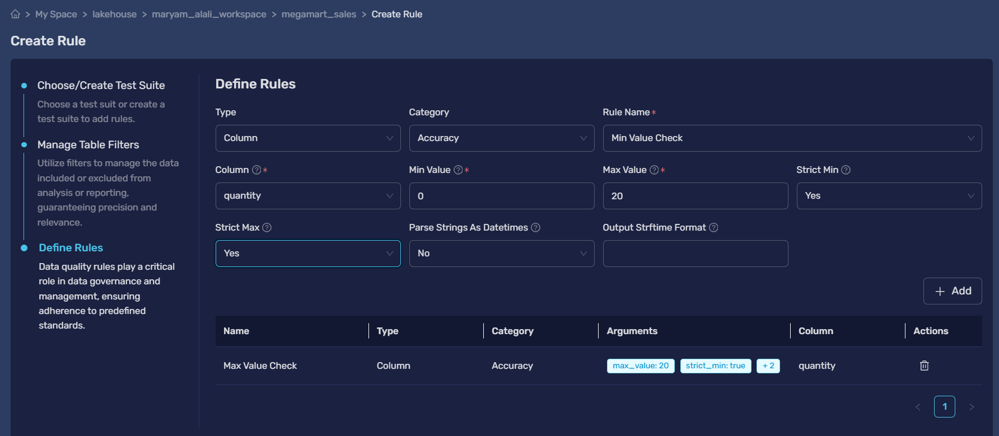 > My Space > lakehouse > maryam_alali_workspace > megamart_sales > Create Rule
Create Rule
Choose/Create Test Suite
Choose a test suit or create a
test suite to add rules.
Manage Table Filters
Utilize filters to manage the data
included or excluded from
analysis or reporting,
guaranteeing precision and
relevance.
Define Rules
Data quality rules play a critical
role in data governance and
management, ensuring
adherence to predefined
standards.
Define Rules
Type Category Rule Name *
Column Accuracy Min Value Check
Column ? * Min Value ? * Max Value ? * Strict Min ?
quantity 0 20 Yes
Strict Max ? Parse Strings As Datetimes ? Output Strftime Format ?
Yes No
+ Add
Name Type Category Arguments Column Actions
Max Value Check Column Accuracy max_value: 20 strict_min: true + 2 quantity
< 1 >